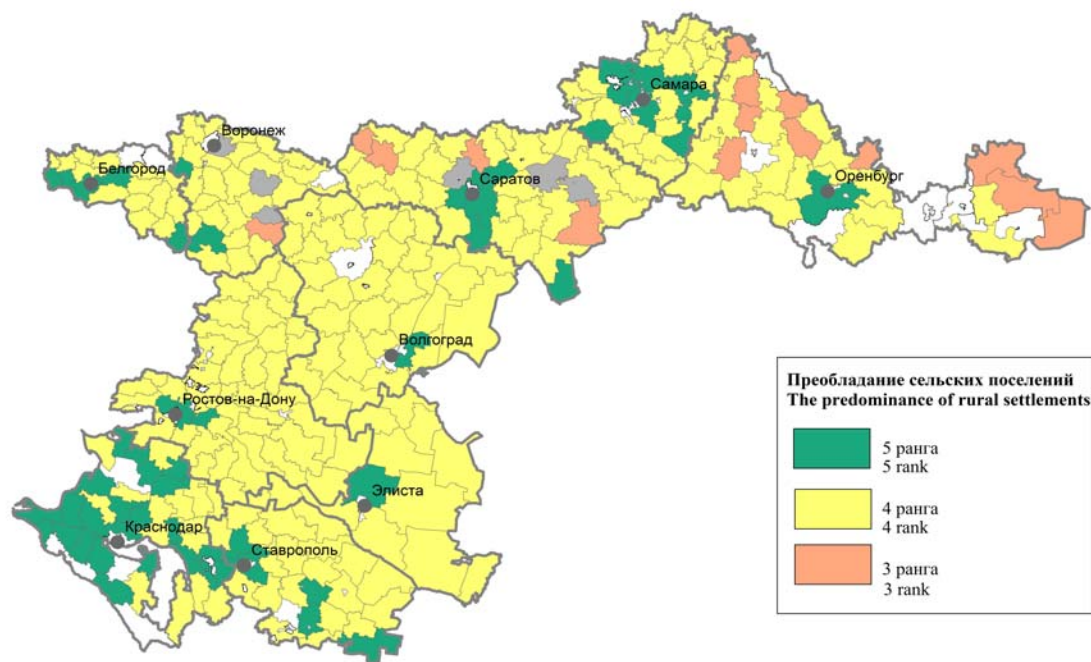 Самара
Воронеж
Белгород
Саратов
Оренбург
Волгоград
Ростов-на-Дону
Элиста
Краснодар
Ставрополь
Преобладание сельских поселений
The predominance of rural settlements
5 ранга
5 rank
4 ранга
4 rank
3 ранга
3 rank